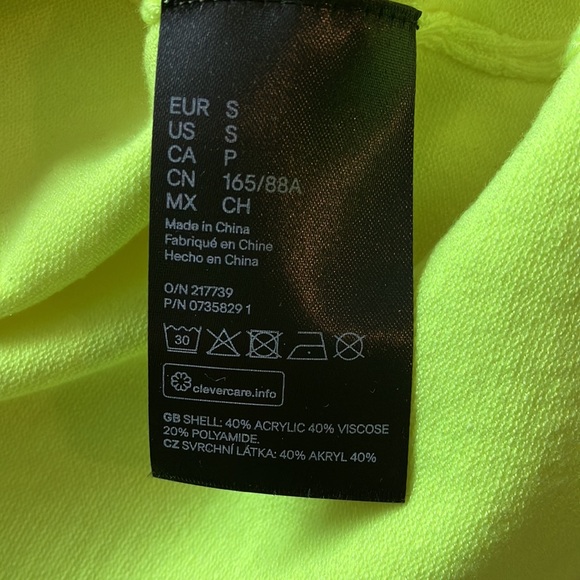 EUR S
US S
CA P
CN 165/88A
MX CH
Made in China
Fabriqué en Chine
Hecho en China
O/N 217739
P/N 0735829 1
30
clevercare.info
GB SHELL: 40% ACRYLIC 40% VISCOSE
20% POLYAMIDE.
CZ SVRCHNÍ LÁTKA: 40% AKRYL 40%